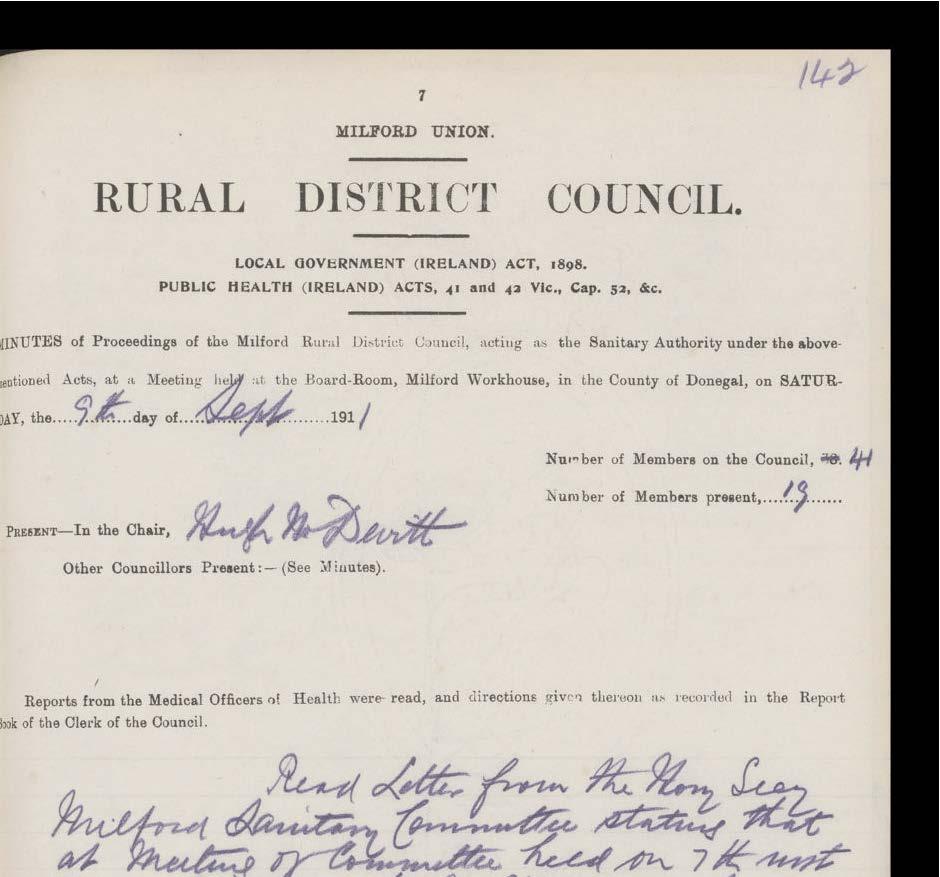 142
7
MILFORD UNION.
RURAL DISTRICT COUNCIL.
LOCAL GOVERNMENT (IRELAND) ACT, 1898.
PUBLIC HEALTH (IRELAND) ACTS, 41 and 42 Vic., Cap. 52, &c.
MINUTES of Proceedings of the Milford Rural District Council, acting as the Sanitary Authority under the above-
mentioned Acts, at a Meeting held at the Board-Room, Milford Workhouse, in the County of Donegal, on SATUR-
DAY, the.....9th.....day of.....Sept.....1911
Number of Members on the Council, 41
Number of Members present,....19......
PRESENT—In the Chair, Hugh McDevitt
Other Councillors Present:—(See Minutes).
Reports from the Medical Officers of Health were read, and directions given thereon as recorded in the Report
Book of the Clerk of the Council.
Read Letter from the Hony Secy
Milford Sanitary Committee stating that
at Meeting of Committee held on 7th inst